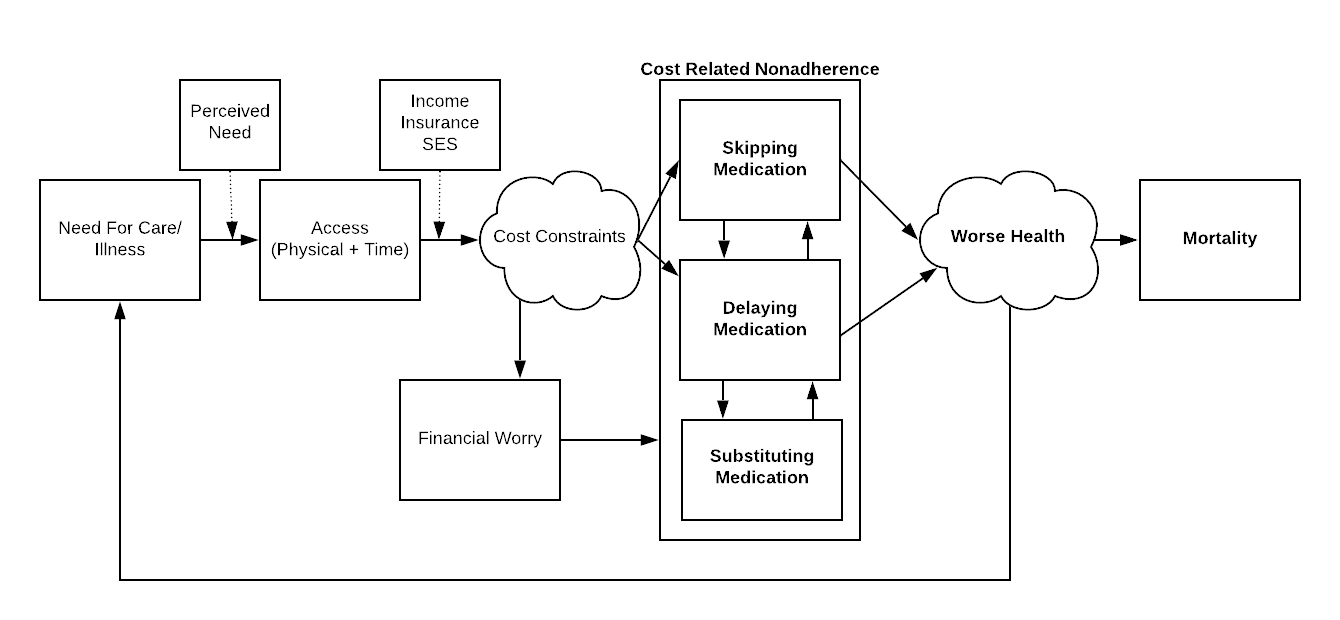 Cost Related Nonadherence
Perceived
Need
Income
Insurance
SES
Need For Care/
Illness
Access
(Physical + Time)
Cost Constraints
Skipping
Medication
Delaying
Medication
Substituting
Medication
Financial Worry
Worse Health
Mortality